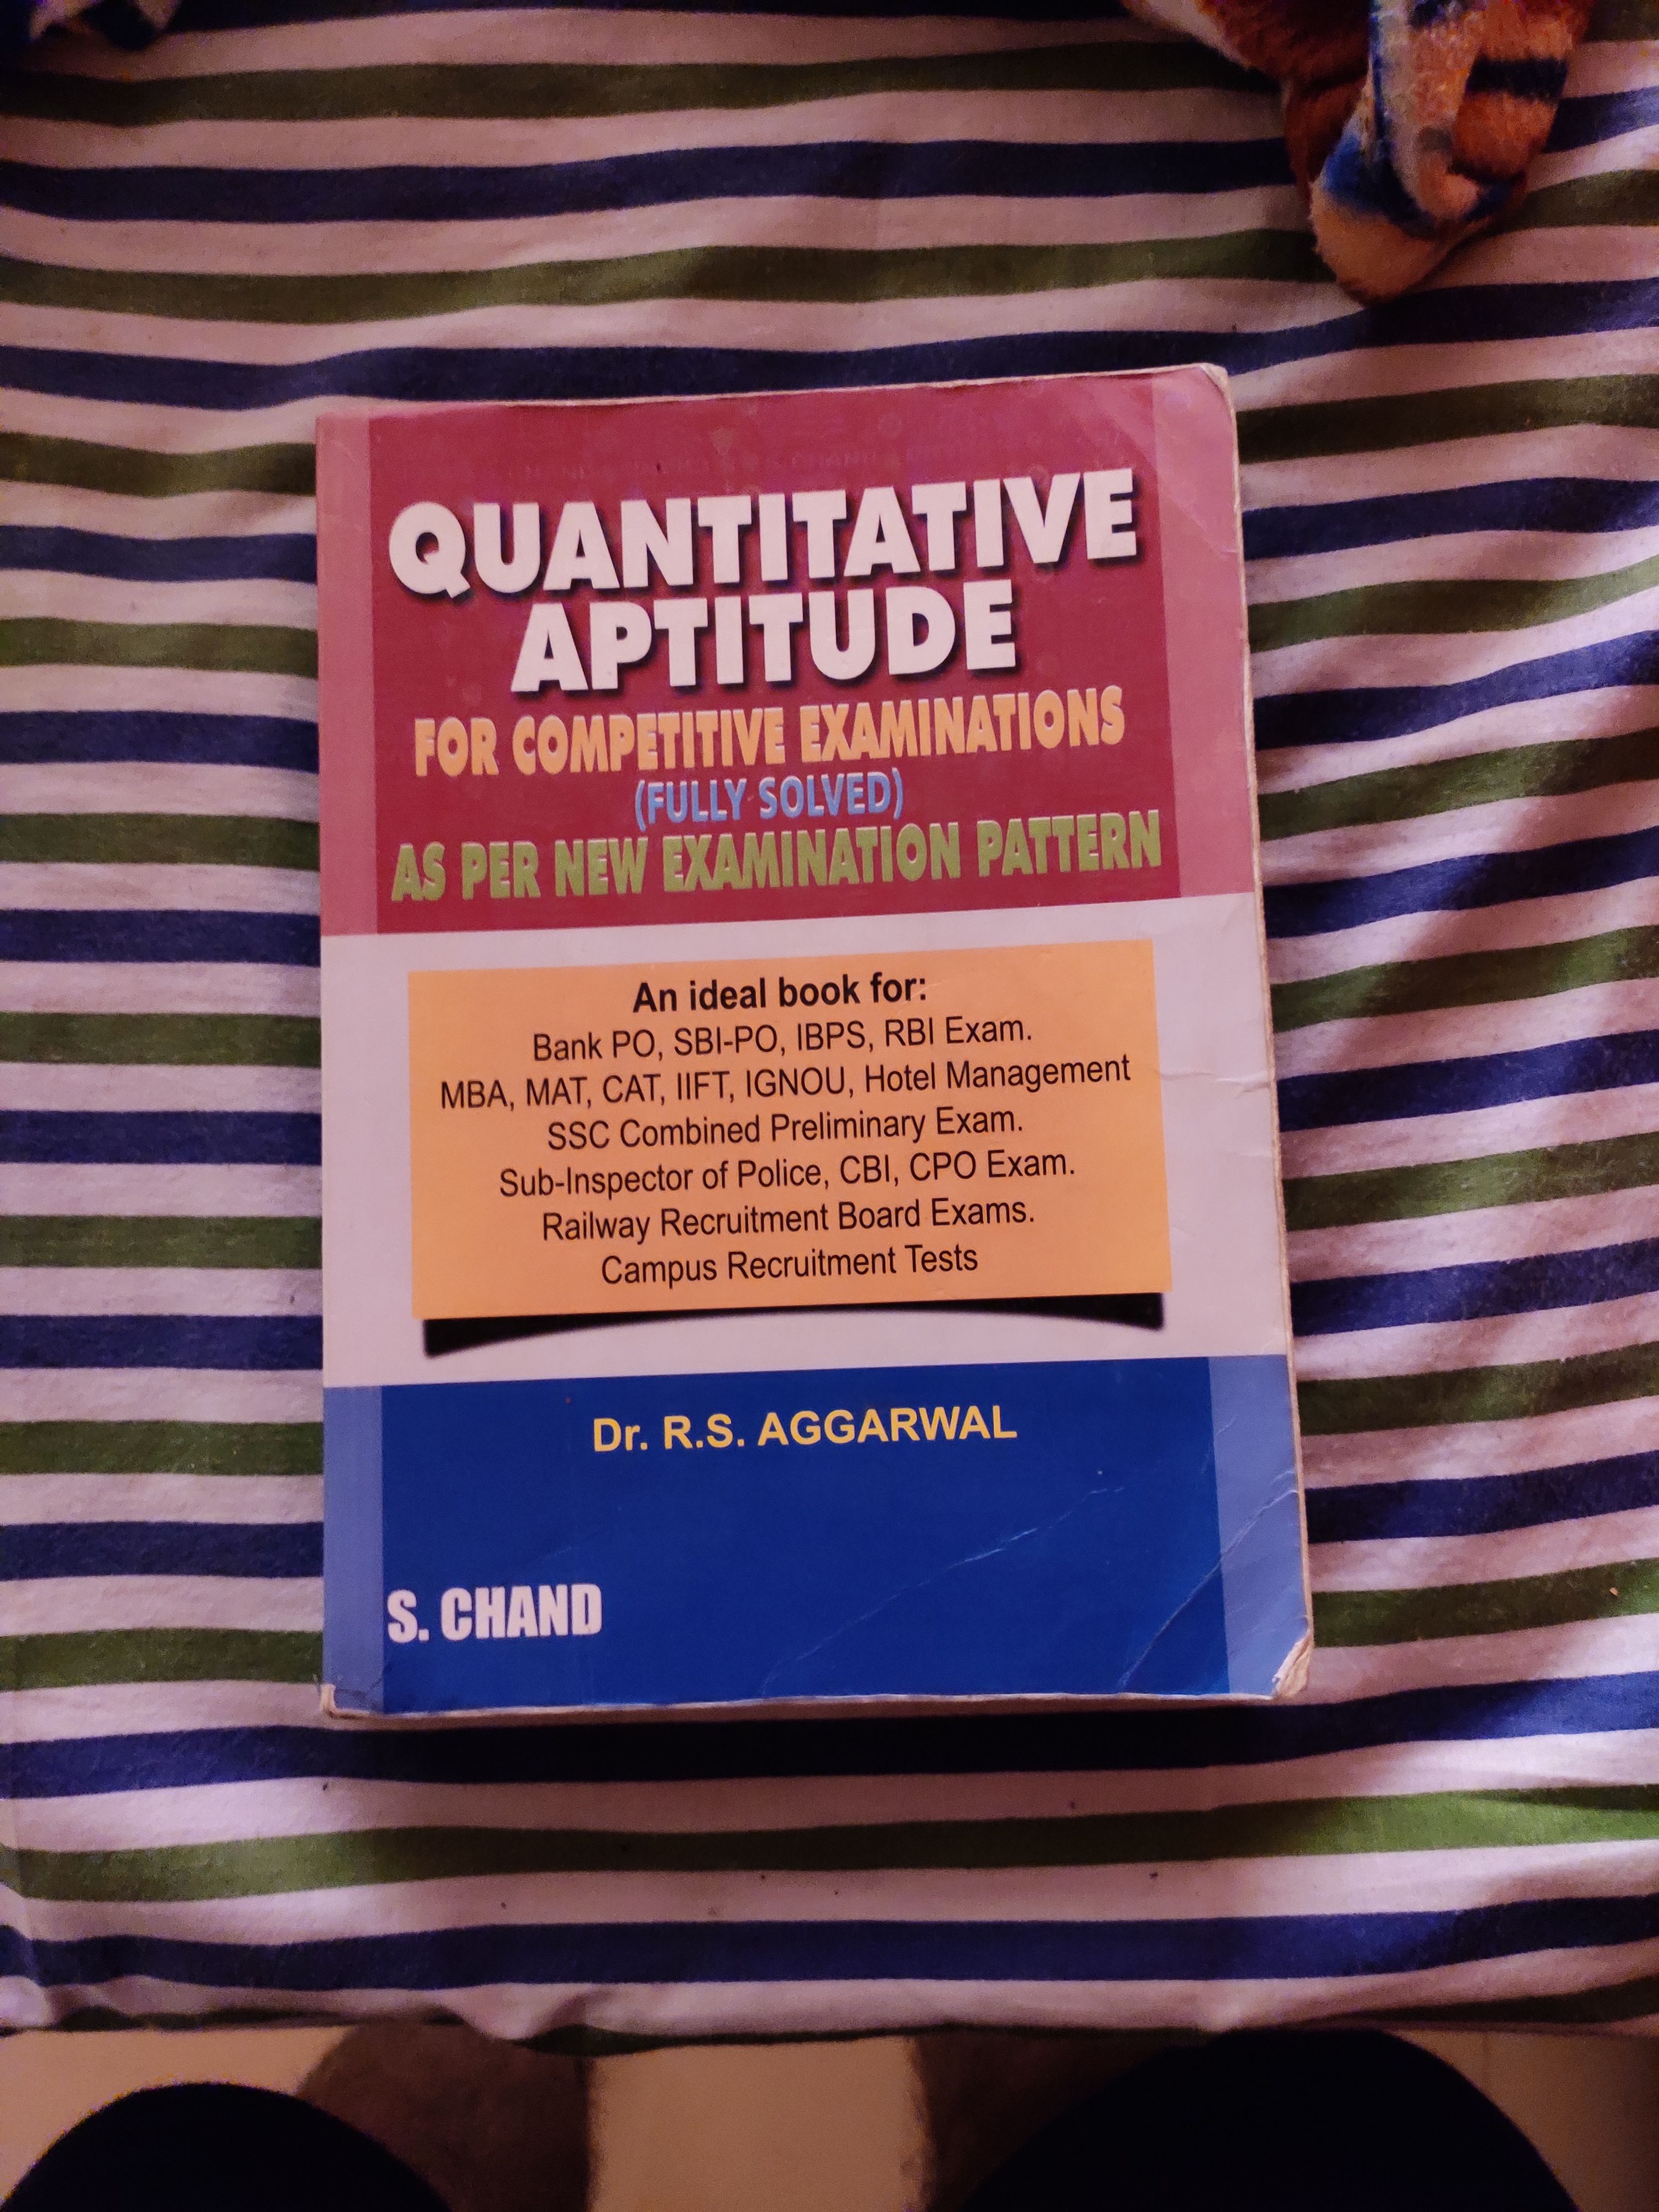 QUANTITATIVE
APTITUDE
FOR COMPETITIVE EXAMINATIONS
(FULLY SOLVED)
AS PER NEW EXAMINATION PATTERN
An ideal book for:
Bank PO, SBI-PO, IBPS, RBI Exam.
MBA, MAT, CAT, IIFT, IGNOU, Hotel Management
SSC Combined Preliminary Exam.
Sub-Inspector of Police, CBI, CPO Exam.
Railway Recruitment Board Exams.
Campus Recruitment Tests
Dr. R.S. AGGARWAL
S. CHAND